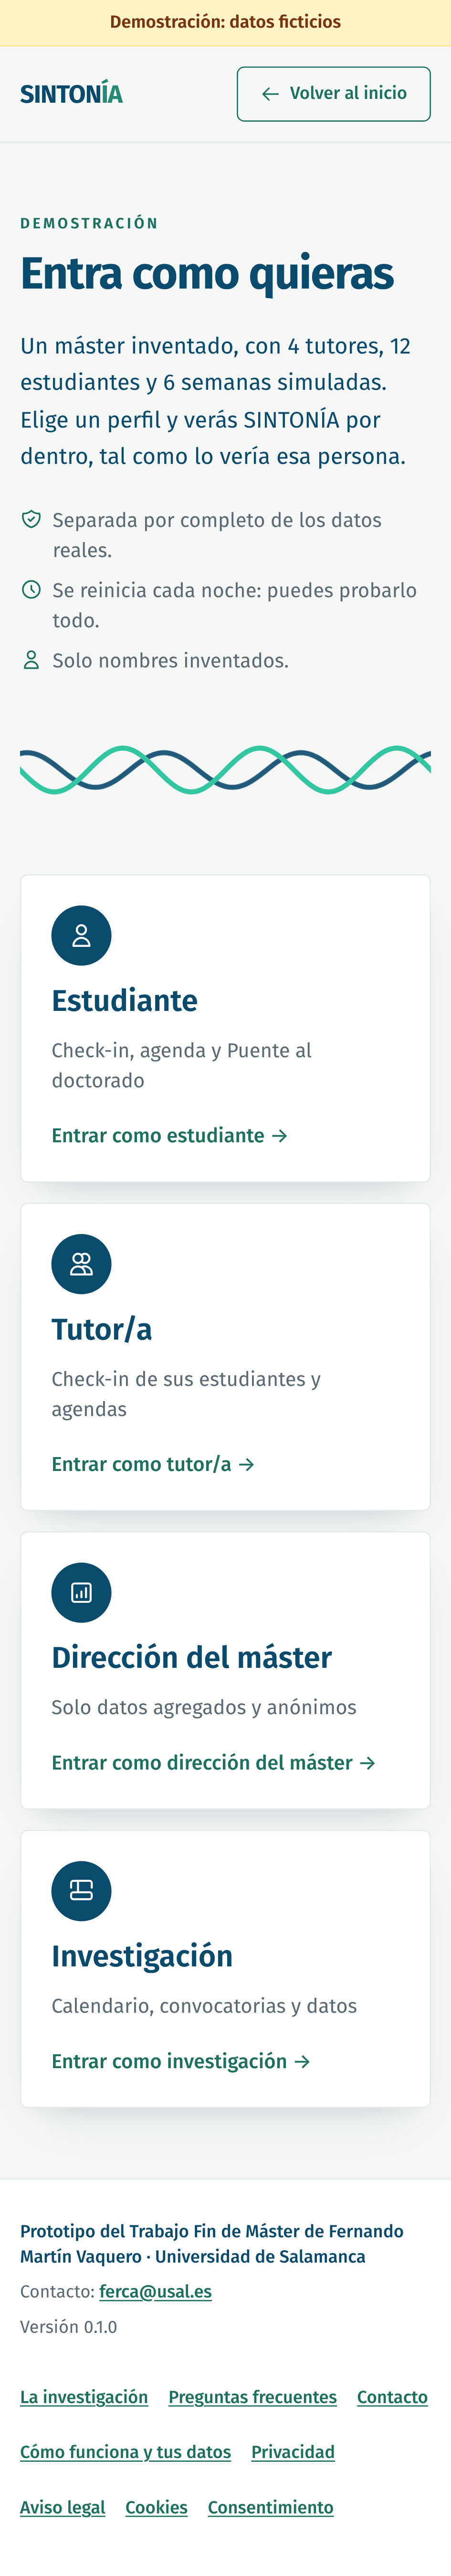 Demostración: datos ficticios
SINTONÍA
← Volver al inicio
DEMOSTRACIÓN
Entra como quieras
Un máster inventado, con 4 tutores, 12
estudiantes y 6 semanas simuladas.
Elige un perfil y verás SINTONÍA por
dentro, tal como lo vería esa persona.
Separada por completo de los datos
reales.
Se reinicia cada noche: puedes probarlo
todo.
Solo nombres inventados.
Estudiante
Check-in, agenda y Puente al
doctorado
Entrar como estudiante →
Tutor/a
Check-in de sus estudiantes y
agendas
Entrar como tutor/a →
Dirección del máster
Solo datos agregados y anónimos
Entrar como dirección del máster →
Investigación
Calendario, convocatorias y datos
Entrar como investigación →
Prototipo del Trabajo Fin de Máster de Fernando
Martín Vaquero · Universidad de Salamanca
Contacto: ferca@usal.es
Versión 0.1.0
La investigación Preguntas frecuentes Contacto
Cómo funciona y tus datos Privacidad
Aviso legal Cookies Consentimiento